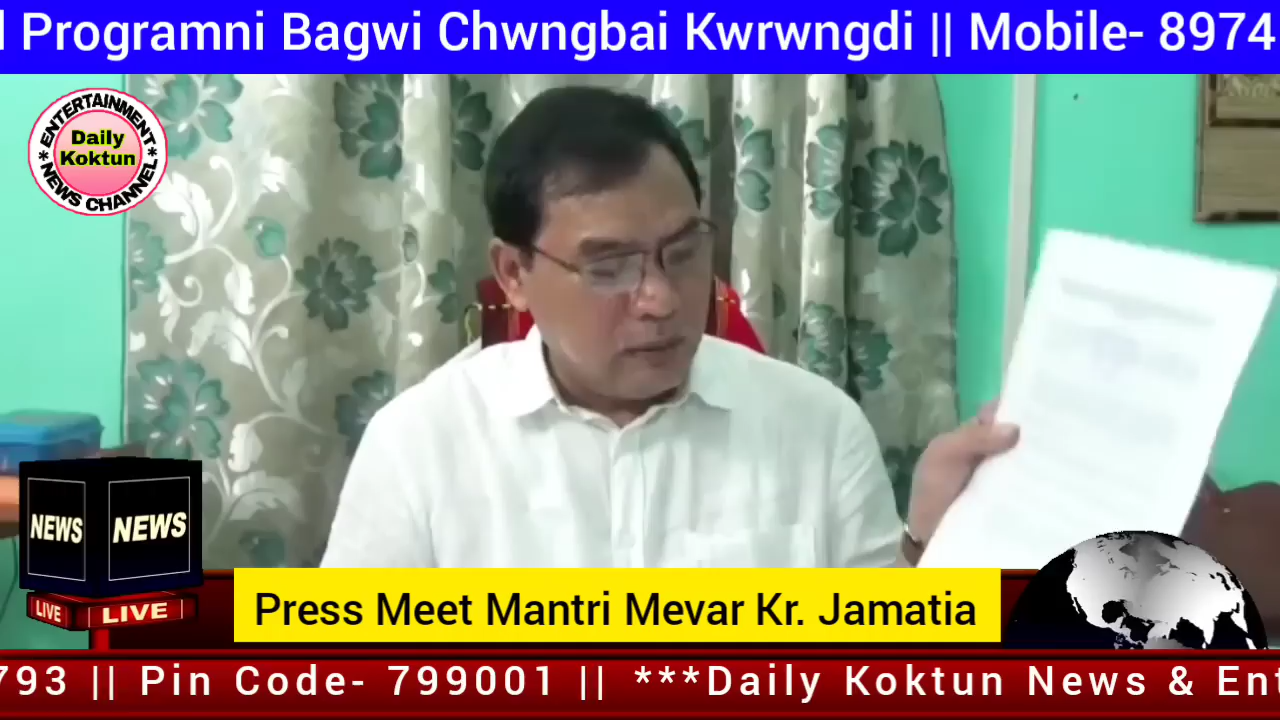 Programni Bagwi Chwngbai Kwrwngdi || Mobile- 8974
ENTERTAINMENT
Daily
Koktun
NEWS CHANNEL
NEWS NEWS
LIVE LIVE
Press Meet Mantri Mevar Kr. Jamatia
793 || Pin Code- 799001 || ***Daily Koktun News & Ent